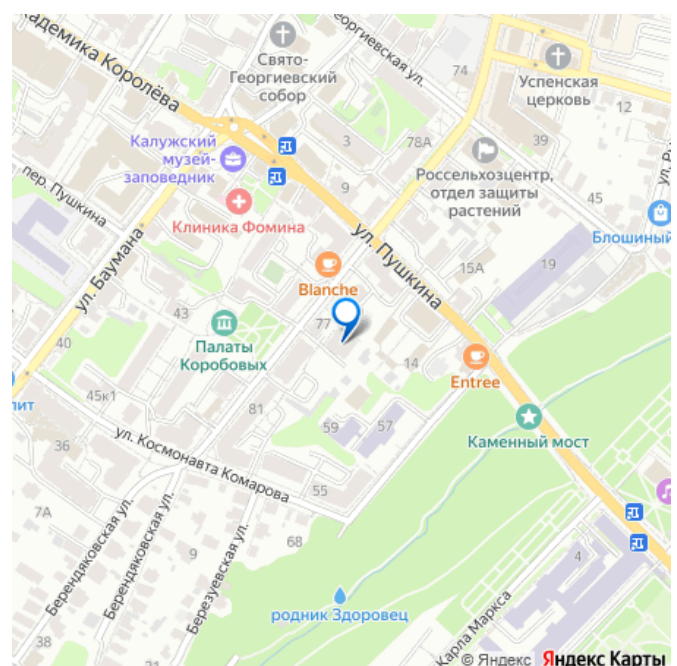 Академика Королёва
Свято-
Георгиевский
собор
Георгиевская ул.
74
Успенская
церковь
12
Калужский
музей-
заповедник
3
78А
39
Россельхозцентр,
отдел защиты
растений
45
пер. Пушкина
9
Клиника Фомина
ул. Пушкина
Блошиный
ул. Баумана
Blanche
15А
19
43
77
40
Палаты
Коробовых
14
Entree
45к1
81
59
57
Каменный мост
36
ул. Космонавта Комарова
55
7А
68
Берендяковская ул.
Берендяковская ул.
9
Березуевская ул.
4
родник Здоровец
Карла Маркса
38
31
© Яндекс Яндекс Карты